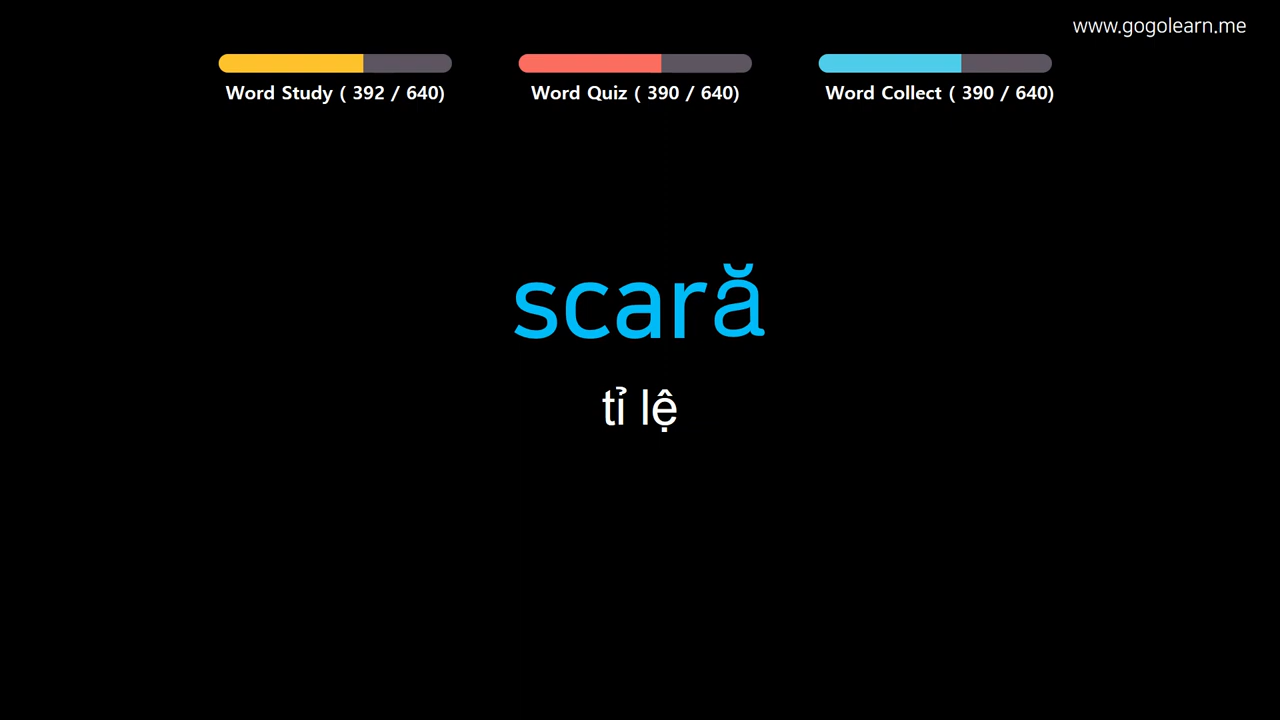 www.gogolearn.me
Word Study ( 392 / 640)
Word Quiz ( 390 / 640)
Word Collect ( 390 / 640)
scară
tỉ lệ